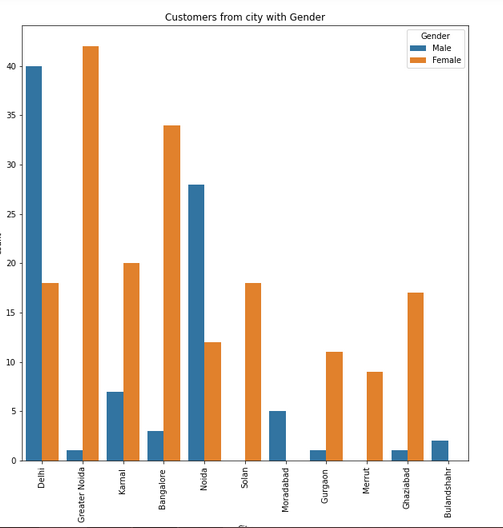 Customers from city with Gender
Gender
Male
Female
40
35
30
25
20
15
10
5
0
Delhi
Greater Noida
Karnal
Bangalore
Noida
Solan
Moradabad
Gurgaon
Merrut
Ghaziabad
Bulandshahr